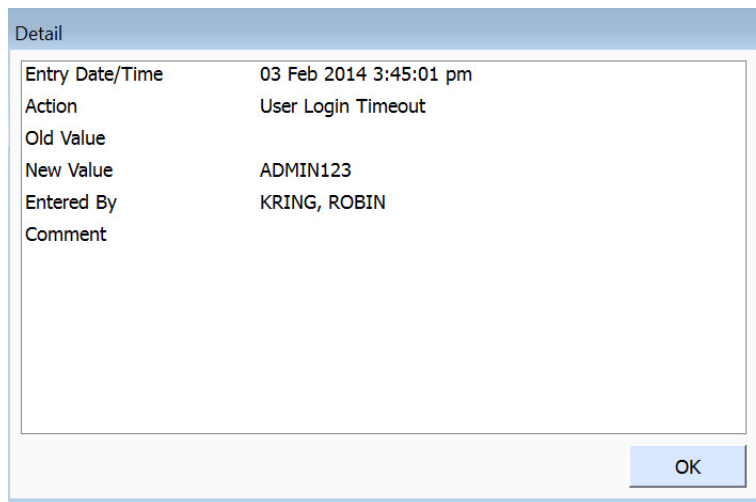 Detail
Entry Date/Time 03 Feb 2014 3:45:01 pm
Action User Login Timeout
Old Value
New Value ADMIN123
Entered By KRING, ROBIN
Comment
OK